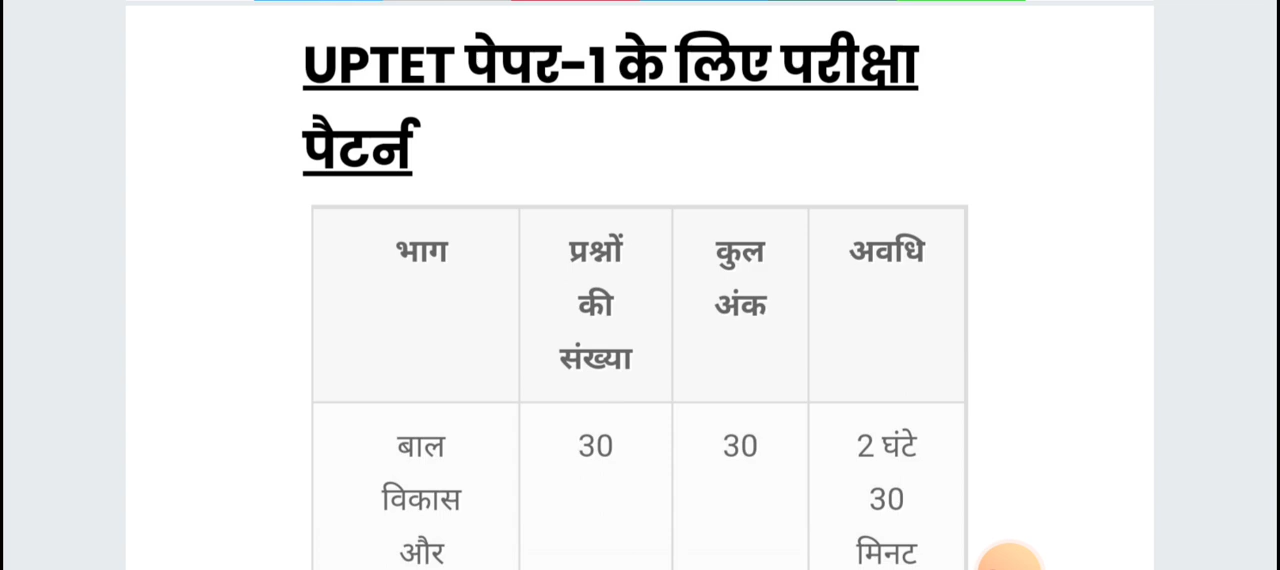 UPTET पेपर-1 के लिए परीक्षा
पैटर्न
भाग
प्रश्नों
की
संख्या
कुल
अंक
अवधि
बाल
विकास
और
30
30
2 घंटे
30
मिनट